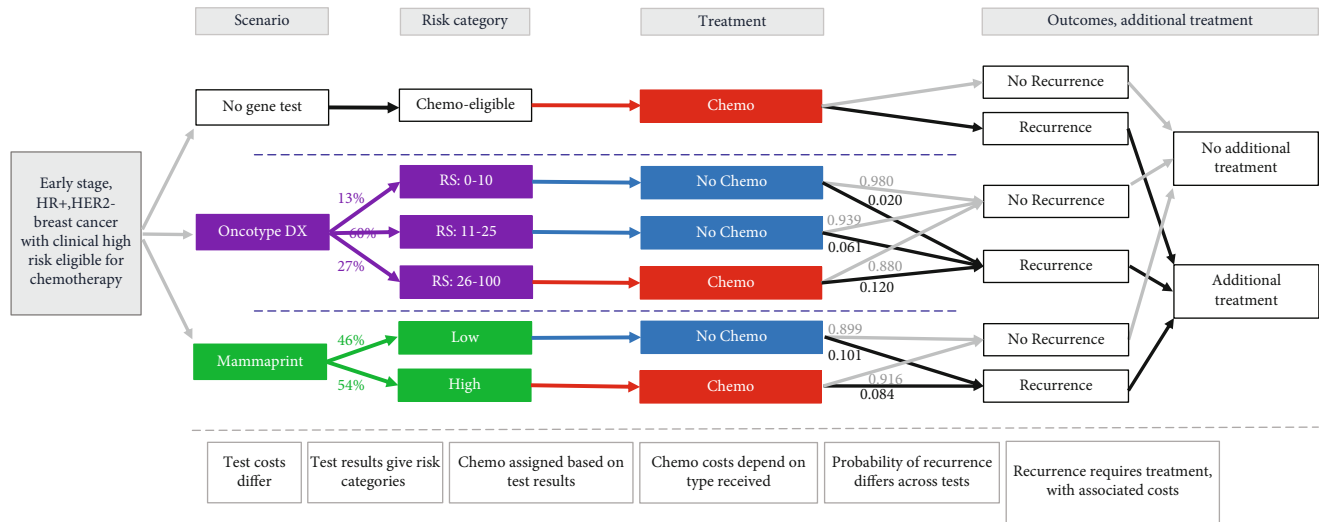 Scenario
Risk category
Treatment
Outcomes, additional treatment
Early stage,
HR+,HER2-
breast cancer
with clinical high
risk eligible for
chemotherapy
No gene test
Chemo-eligible
Chemo
No Recurrence
Recurrence
No additional
treatment
Oncotype DX
13%
60%
27%
RS: 0-10
RS: 11-25
RS: 26-100
No Chemo
No Chemo
Chemo
0.980
0.020
0.939
0.061
0.880
0.120
No Recurrence
Recurrence
Additional
treatment
Mammaprint
46%
54%
Low
High
No Chemo
Chemo
0.899
0.101
0.916
0.084
No Recurrence
Recurrence
Test costs
differ
Test results give risk
categories
Chemo assigned based on
test results
Chemo costs depend on
type received
Probability of recurrence
differs across tests
Recurrence requires treatment,
with associated costs